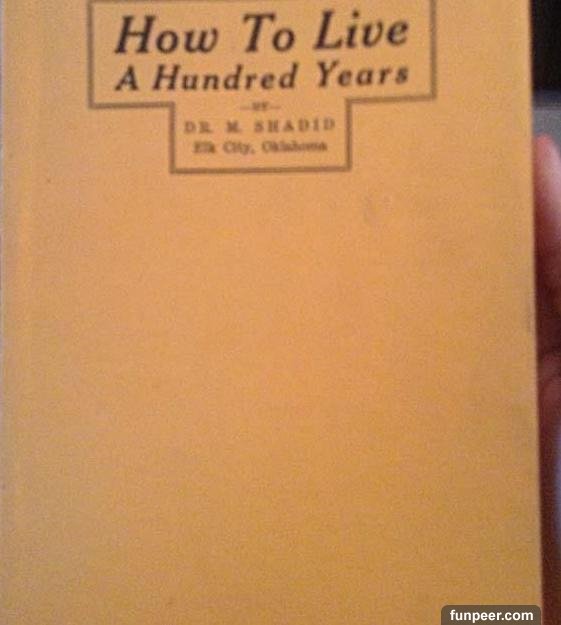 How To Live
A Hundred Years
—BY—
DR. M. SHADID
Elk City, Oklahoma
funpeer.com